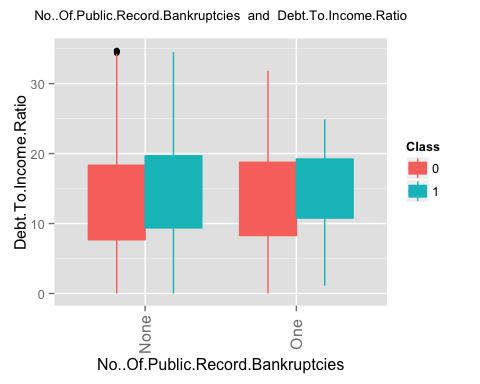 No..Of.Public.Record.Bankruptcies and Debt.To.Income.Ratio
Debt.To.Income.Ratio
30
20
10
0
None
One
No..Of.Public.Record.Bankruptcies
Class
0
1